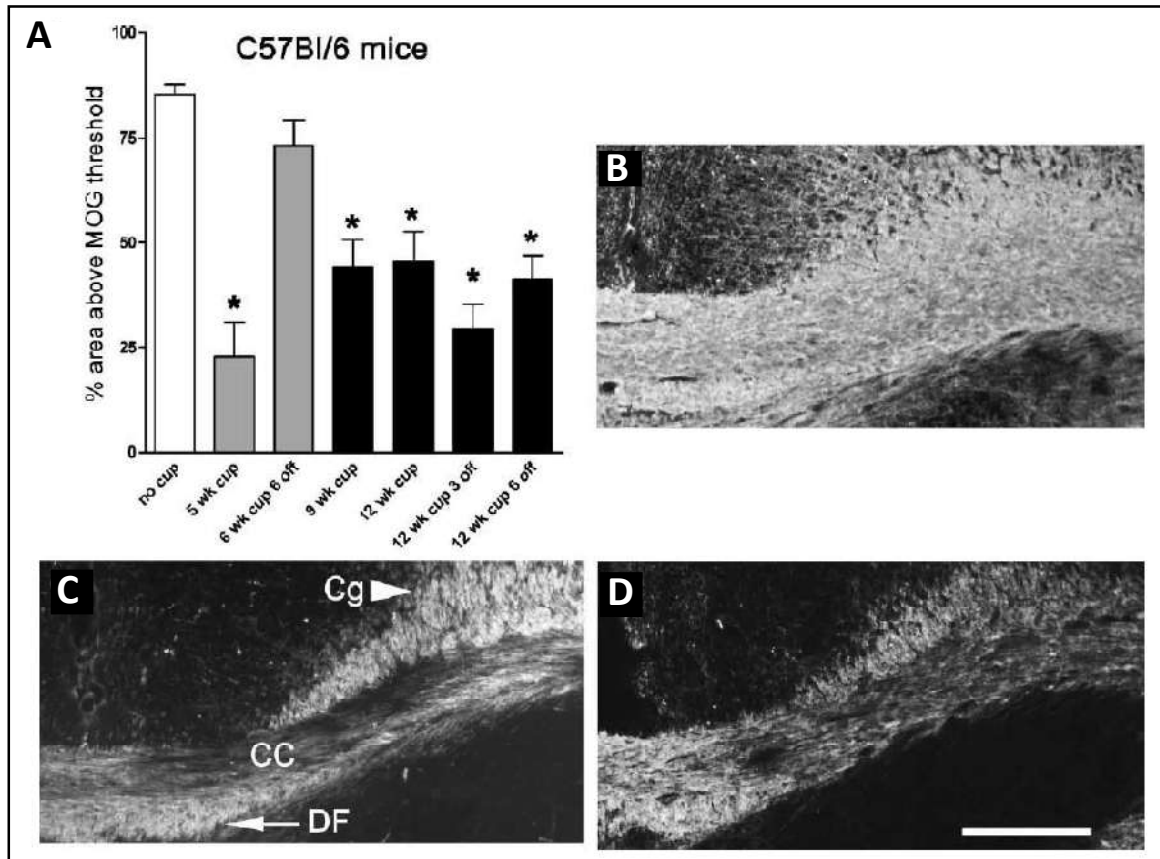 A
C57Bl/6 mice
% area above MOG threshold
100
75
50
25
0
*
*
*
*
*
no cup
5 wk cup
6 wk cup 6 off
9 wk cup
12 wk cup
12 wk cup 3 off
12 wk cup 6 off
B
C
Cg
CC
DF
D